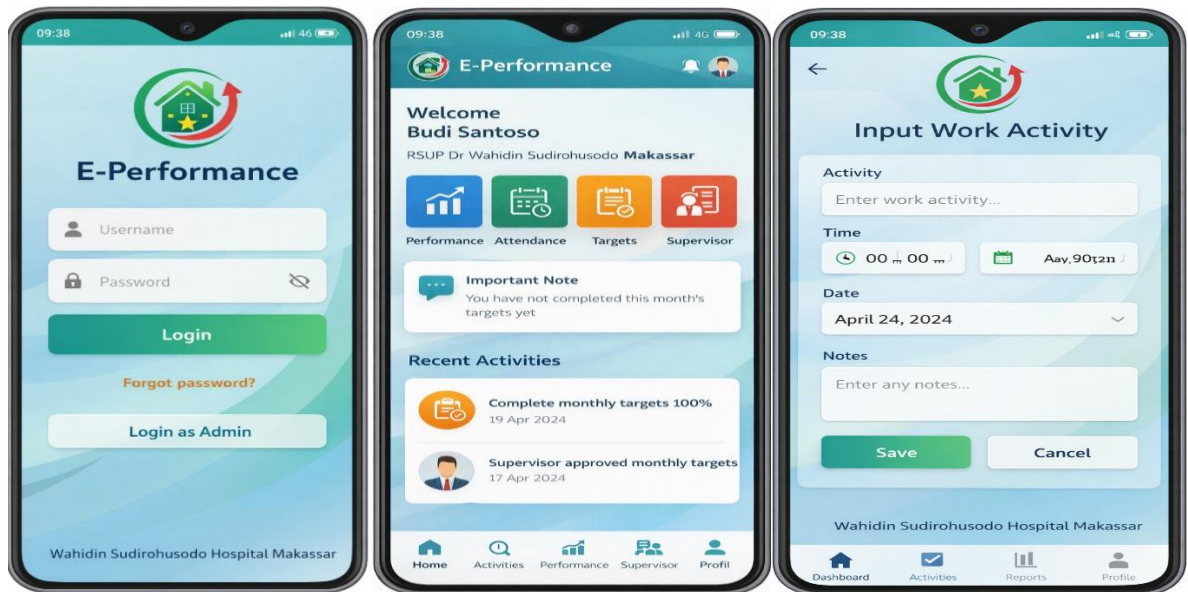 09:38
46
E-Performance
Username
Password
Login
Forgot password?
Login as Admin
Wahidin Sudirohusodo Hospital Makassar
09:38
4G
E-Performance
Welcome
Budi Santoso
RSUP Dr Wahidin Sudirohusodo Makassar
Performance Attendance Targets Supervisor
Important Note
You have not completed this month's
targets yet
Recent Activities
Complete monthly targets 100%
19 Apr 2024
Supervisor approved monthly targets
17 Apr 2024
Home Activities Performance Supervisor Profil
09:38
Input Work Activity
Activity
Enter work activity...
Time
00 00
Date
April 24, 2024
Notes
Enter any notes...
Save Cancel
Wahidin Sudirohusodo Hospital Makassar
Dashboard Activities Reports Profile